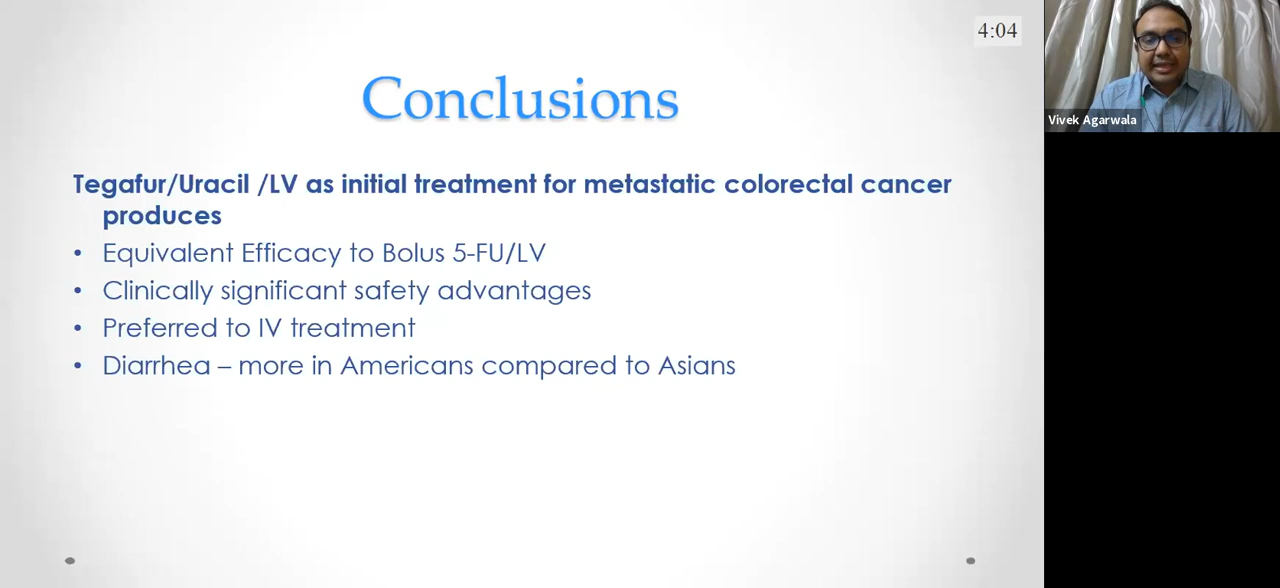 4:04
Conclusions
Vivek Agarwala
Tegafur/Uracil /LV as initial treatment for metastatic colorectal cancer
produces
• Equivalent Efficacy to Bolus 5-FU/LV
• Clinically significant safety advantages
• Preferred to IV treatment
• Diarrhea – more in Americans compared to Asians